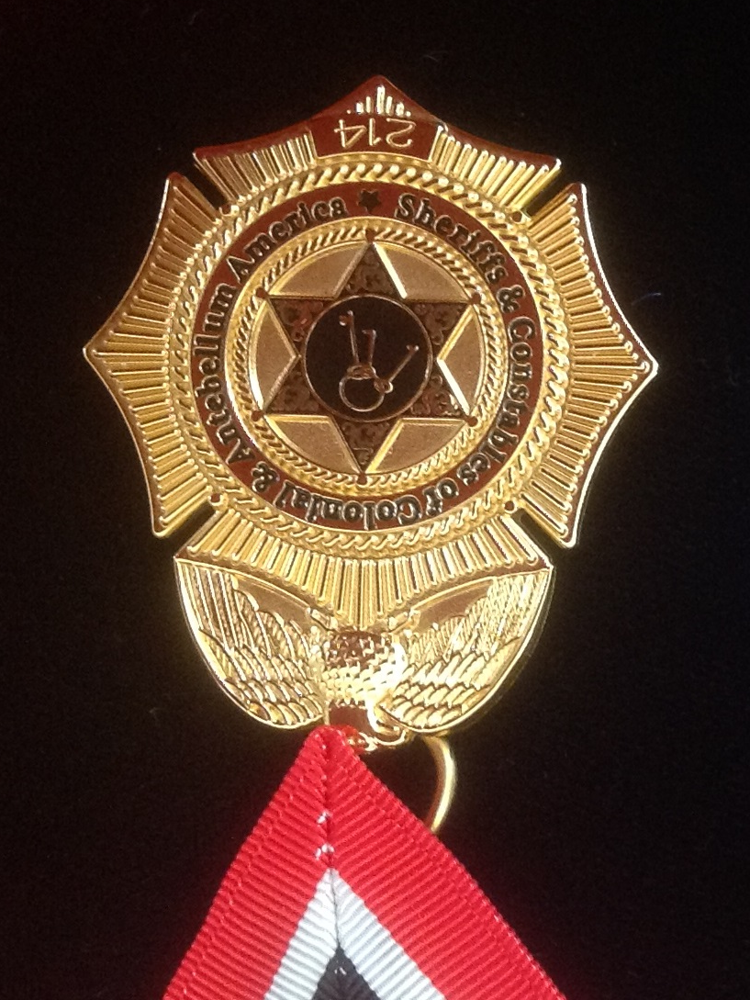 Sheriffs & Constables of Colonial & Antebellum America
214